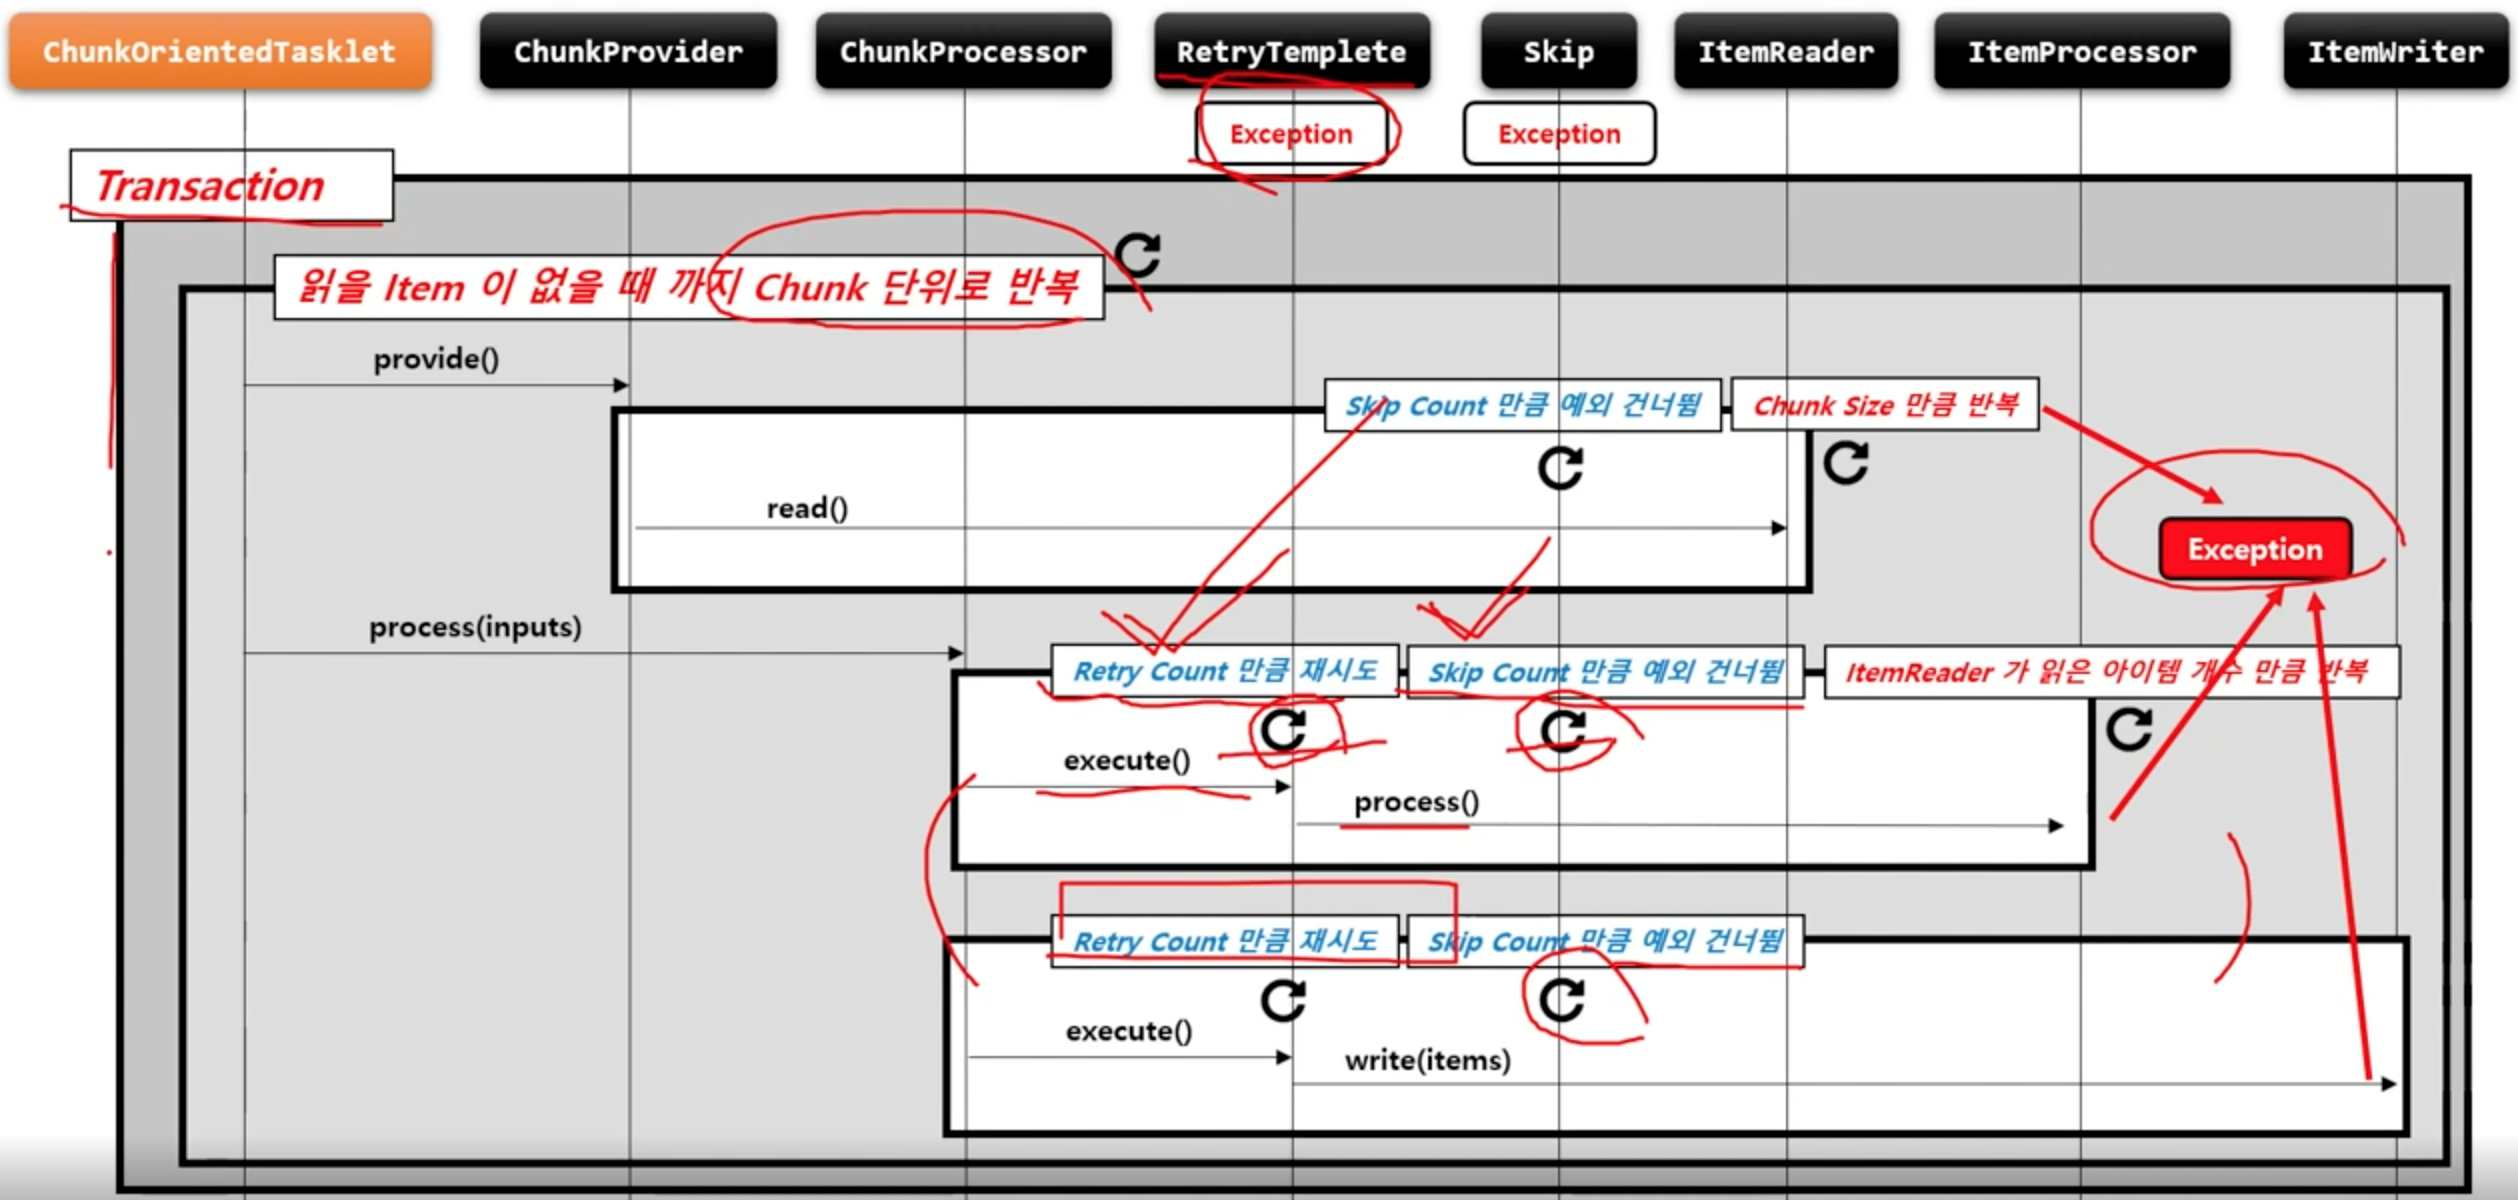 ChunkOrientedTasklet
ChunkProvider
ChunkProcessor
RetryTemplete
Skip
ItemReader
ItemProcessor
ItemWriter
Exception
Exception
Transaction
읽을 Item 이 없을 때 까지 Chunk 단위로 반복
provide()
Skip Count 만큼 예외 건너뜀
Chunk Size 만큼 반복
read()
Exception
process(inputs)
Retry Count 만큼 재시도
Skip Count 만큼 예외 건너뜀
ItemReader 가 읽은 아이템 개수 만큼 반복
execute()
process()
Retry Count 만큼 재시도
Skip Count 만큼 예외 건너뜀
execute()
write(items)